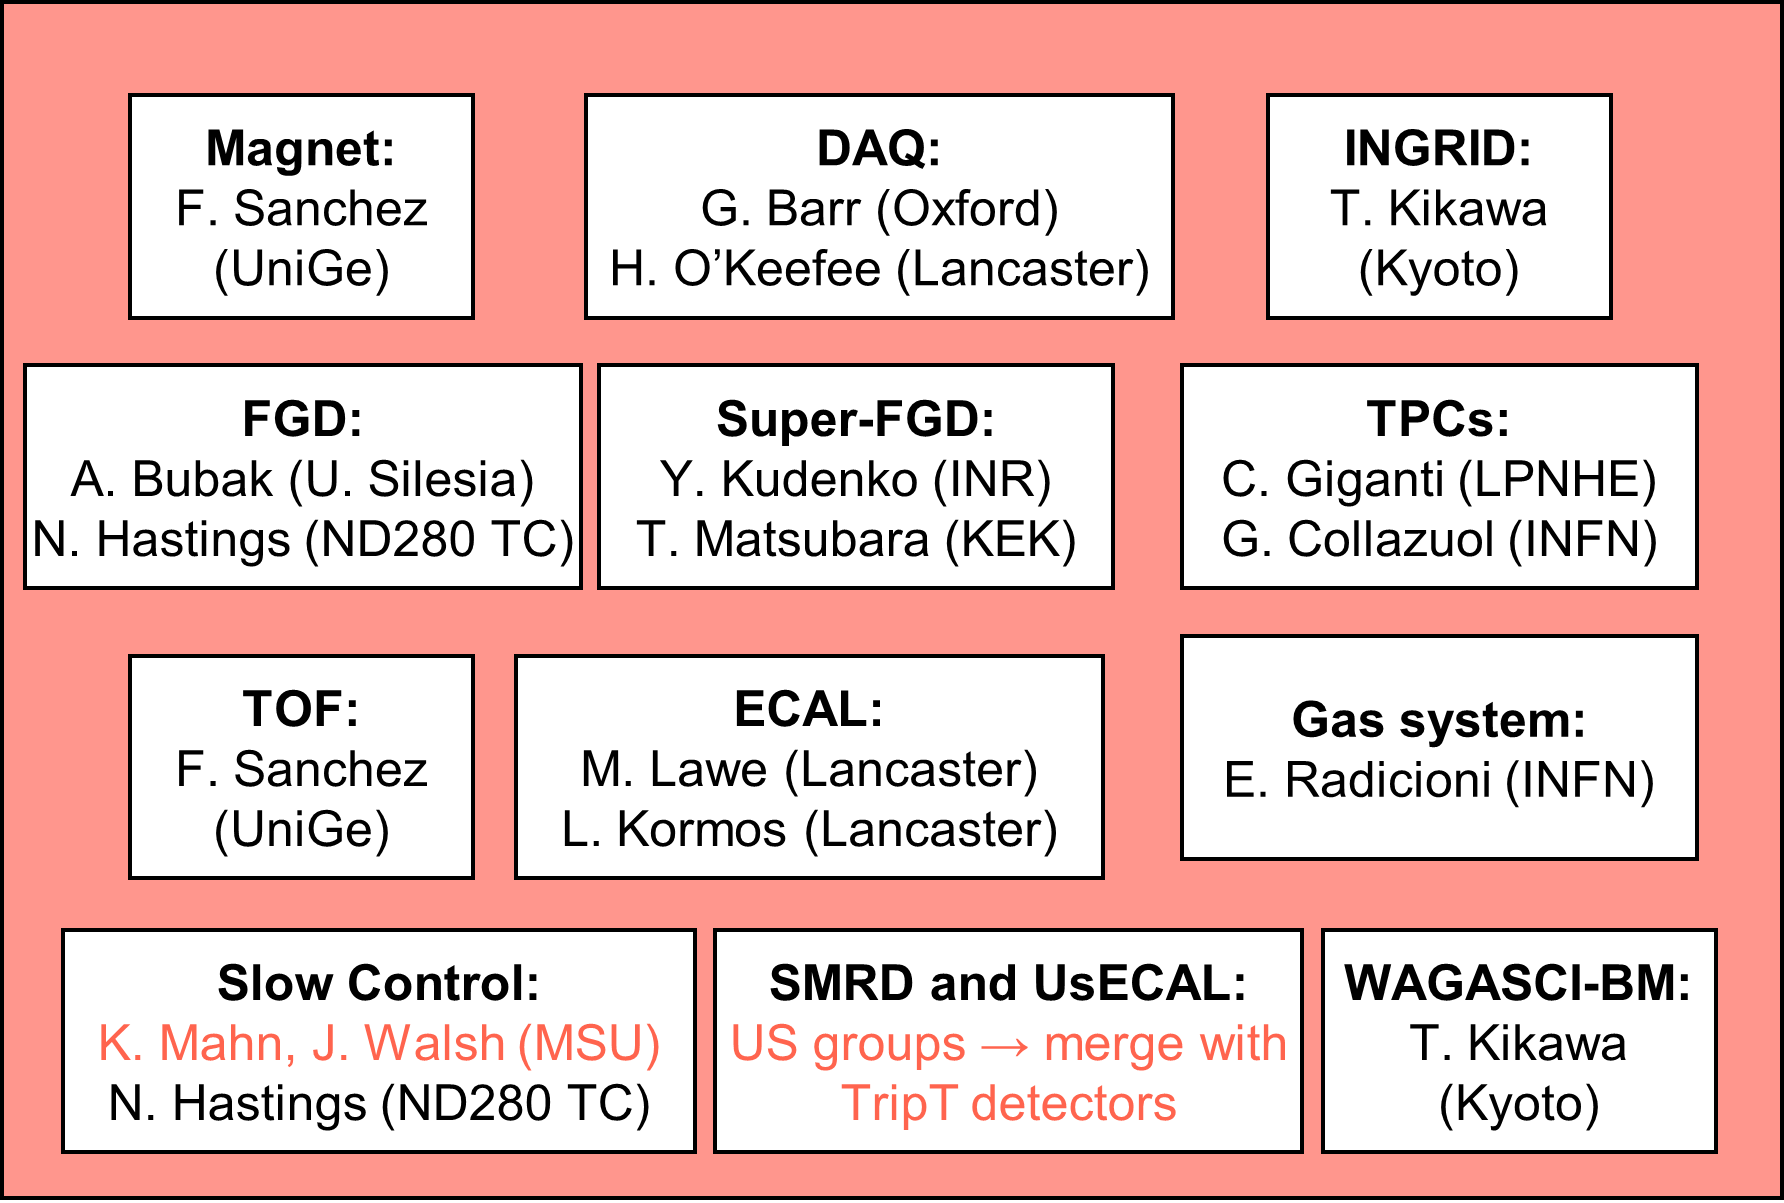 Magnet:
F. Sanchez
(UniGe)
DAQ:
G. Barr (Oxford)
H. O’Keefee (Lancaster)
INGRID:
T. Kikawa
(Kyoto)
FGD:
A. Bubak (U. Silesia)
N. Hastings (ND280 TC)
Super-FGD:
Y. Kudenko (INR)
T. Matsubara (KEK)
TPCs:
C. Giganti (LPNHE)
G. Collazuol (INFN)
TOF:
F. Sanchez
(UniGe)
ECAL:
M. Lawe (Lancaster)
L. Kormos (Lancaster)
Gas system:
E. Radicioni (INFN)
Slow Control:
K. Mahn, J. Walsh (MSU)
N. Hastings (ND280 TC)
SMRD and UsECAL:
US groups → merge with
TripT detectors
WAGASCI-BM:
T. Kikawa
(Kyoto)